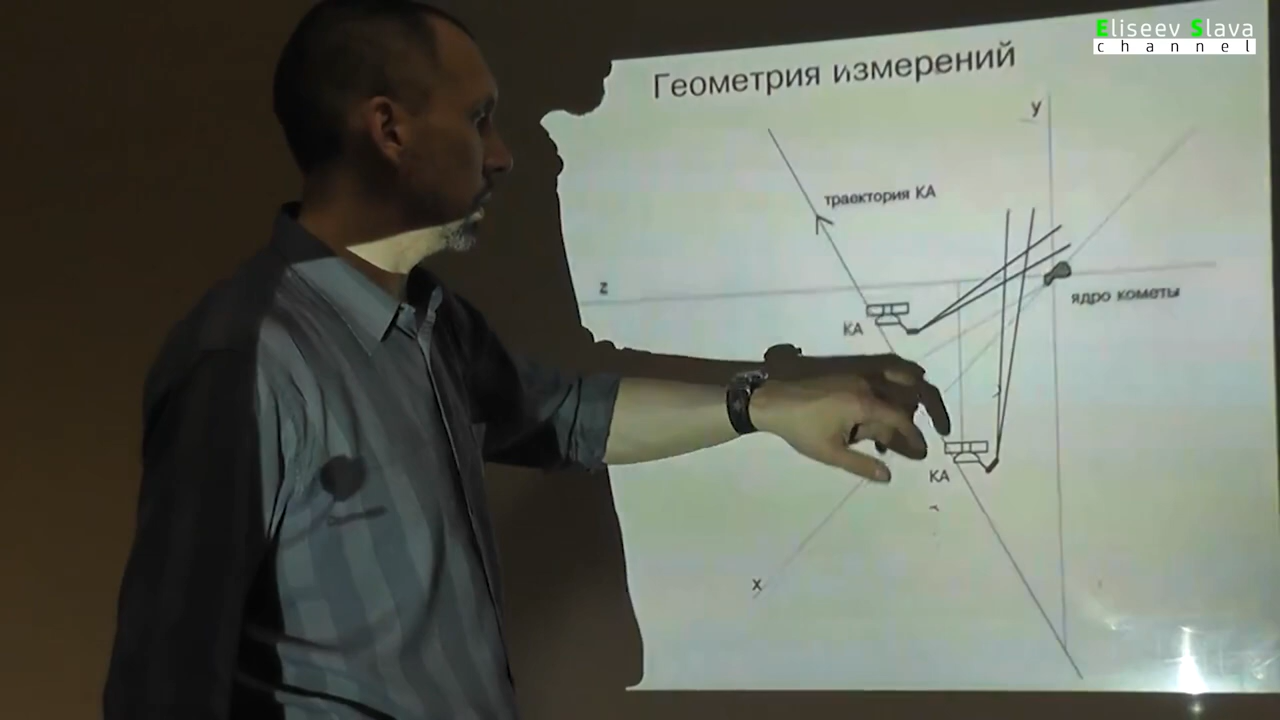 Eliseev Slava
channel
Геометрия измерений
y
траектория КА
z
ядро кометы
КА
КА
x